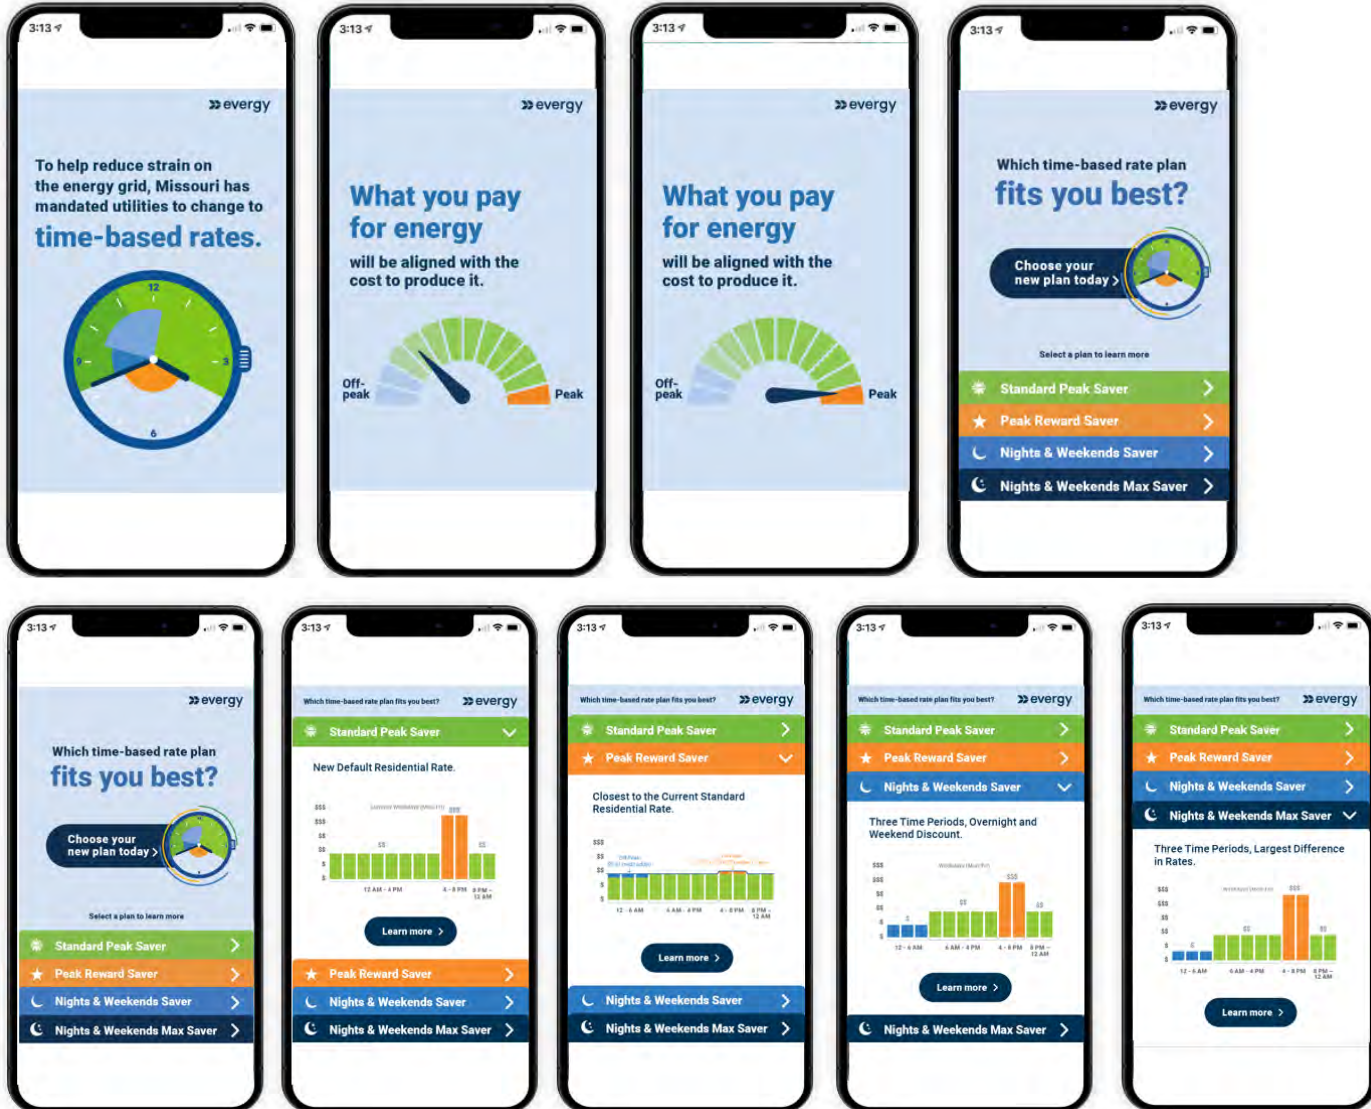 3:13
evergy
To help reduce strain on
the energy grid, Missouri has
mandated utilities to change to
time-based rates.
12
9
3
6
3:13
evergy
What you pay
for energy
will be aligned with the
cost to produce it.
Off-
peak
Peak
3:13
evergy
What you pay
for energy
will be aligned with the
cost to produce it.
Off-
peak
Peak
3:13
evergy
Which time-based rate plan
fits you best?
Choose your
new plan today >
Select a plan to learn more
Standard Peak Saver
Peak Reward Saver
Nights & Weekends Saver
Nights & Weekends Max Saver
3:13
evergy
Which time-based rate plan
fits you best?
Choose your
new plan today >
Select a plan to learn more
Standard Peak Saver
Peak Reward Saver
Nights & Weekends Saver
Nights & Weekends Max Saver
3:13
Which time-based rate plan fits you best? evergy
Standard Peak Saver
New Default Residential Rate.
$$$
$$$
$$
$$
$
$$
$$$
$$
12 AM - 4 PM 4 - 8 PM 8 PM -
12 AM
Learn more >
Peak Reward Saver
Nights & Weekends Saver
Nights & Weekends Max Saver
3:13
Which time-based rate plan fits you best? evergy
Standard Peak Saver
Peak Reward Saver
Closest to the Current Standard
Residential Rate.
$$$
$$$
$$
$$
$
12 - 6 AM 6 AM - 4 PM 4 - 8 PM 8 PM -
12 AM
Learn more >
Nights & Weekends Saver
Nights & Weekends Max Saver
3:13
Which time-based rate plan fits you best? evergy
Standard Peak Saver
Peak Reward Saver
Nights & Weekends Saver
Three Time Periods, Overnight and
Weekend Discount.
$$$
$$$
$$
$$
$
Weekdays (Mon-Fri)
$
$$
$$$
$$
12 - 6 AM 6 AM - 4 PM 4 - 8 PM 8 PM -
12 AM
Learn more >
Nights & Weekends Max Saver
3:13
Which time-based rate plan fits you best? evergy
Standard Peak Saver
Peak Reward Saver
Nights & Weekends Saver
Nights & Weekends Max Saver
Three Time Periods, Largest Difference
in Rates.
$$$
$$$
$$
$$
$
Weekdays (Mon-Fri)
$
$$
$$$
$$
12 - 6 AM 6 AM - 4 PM 4 - 8 PM 8 PM -
12 AM
Learn more >